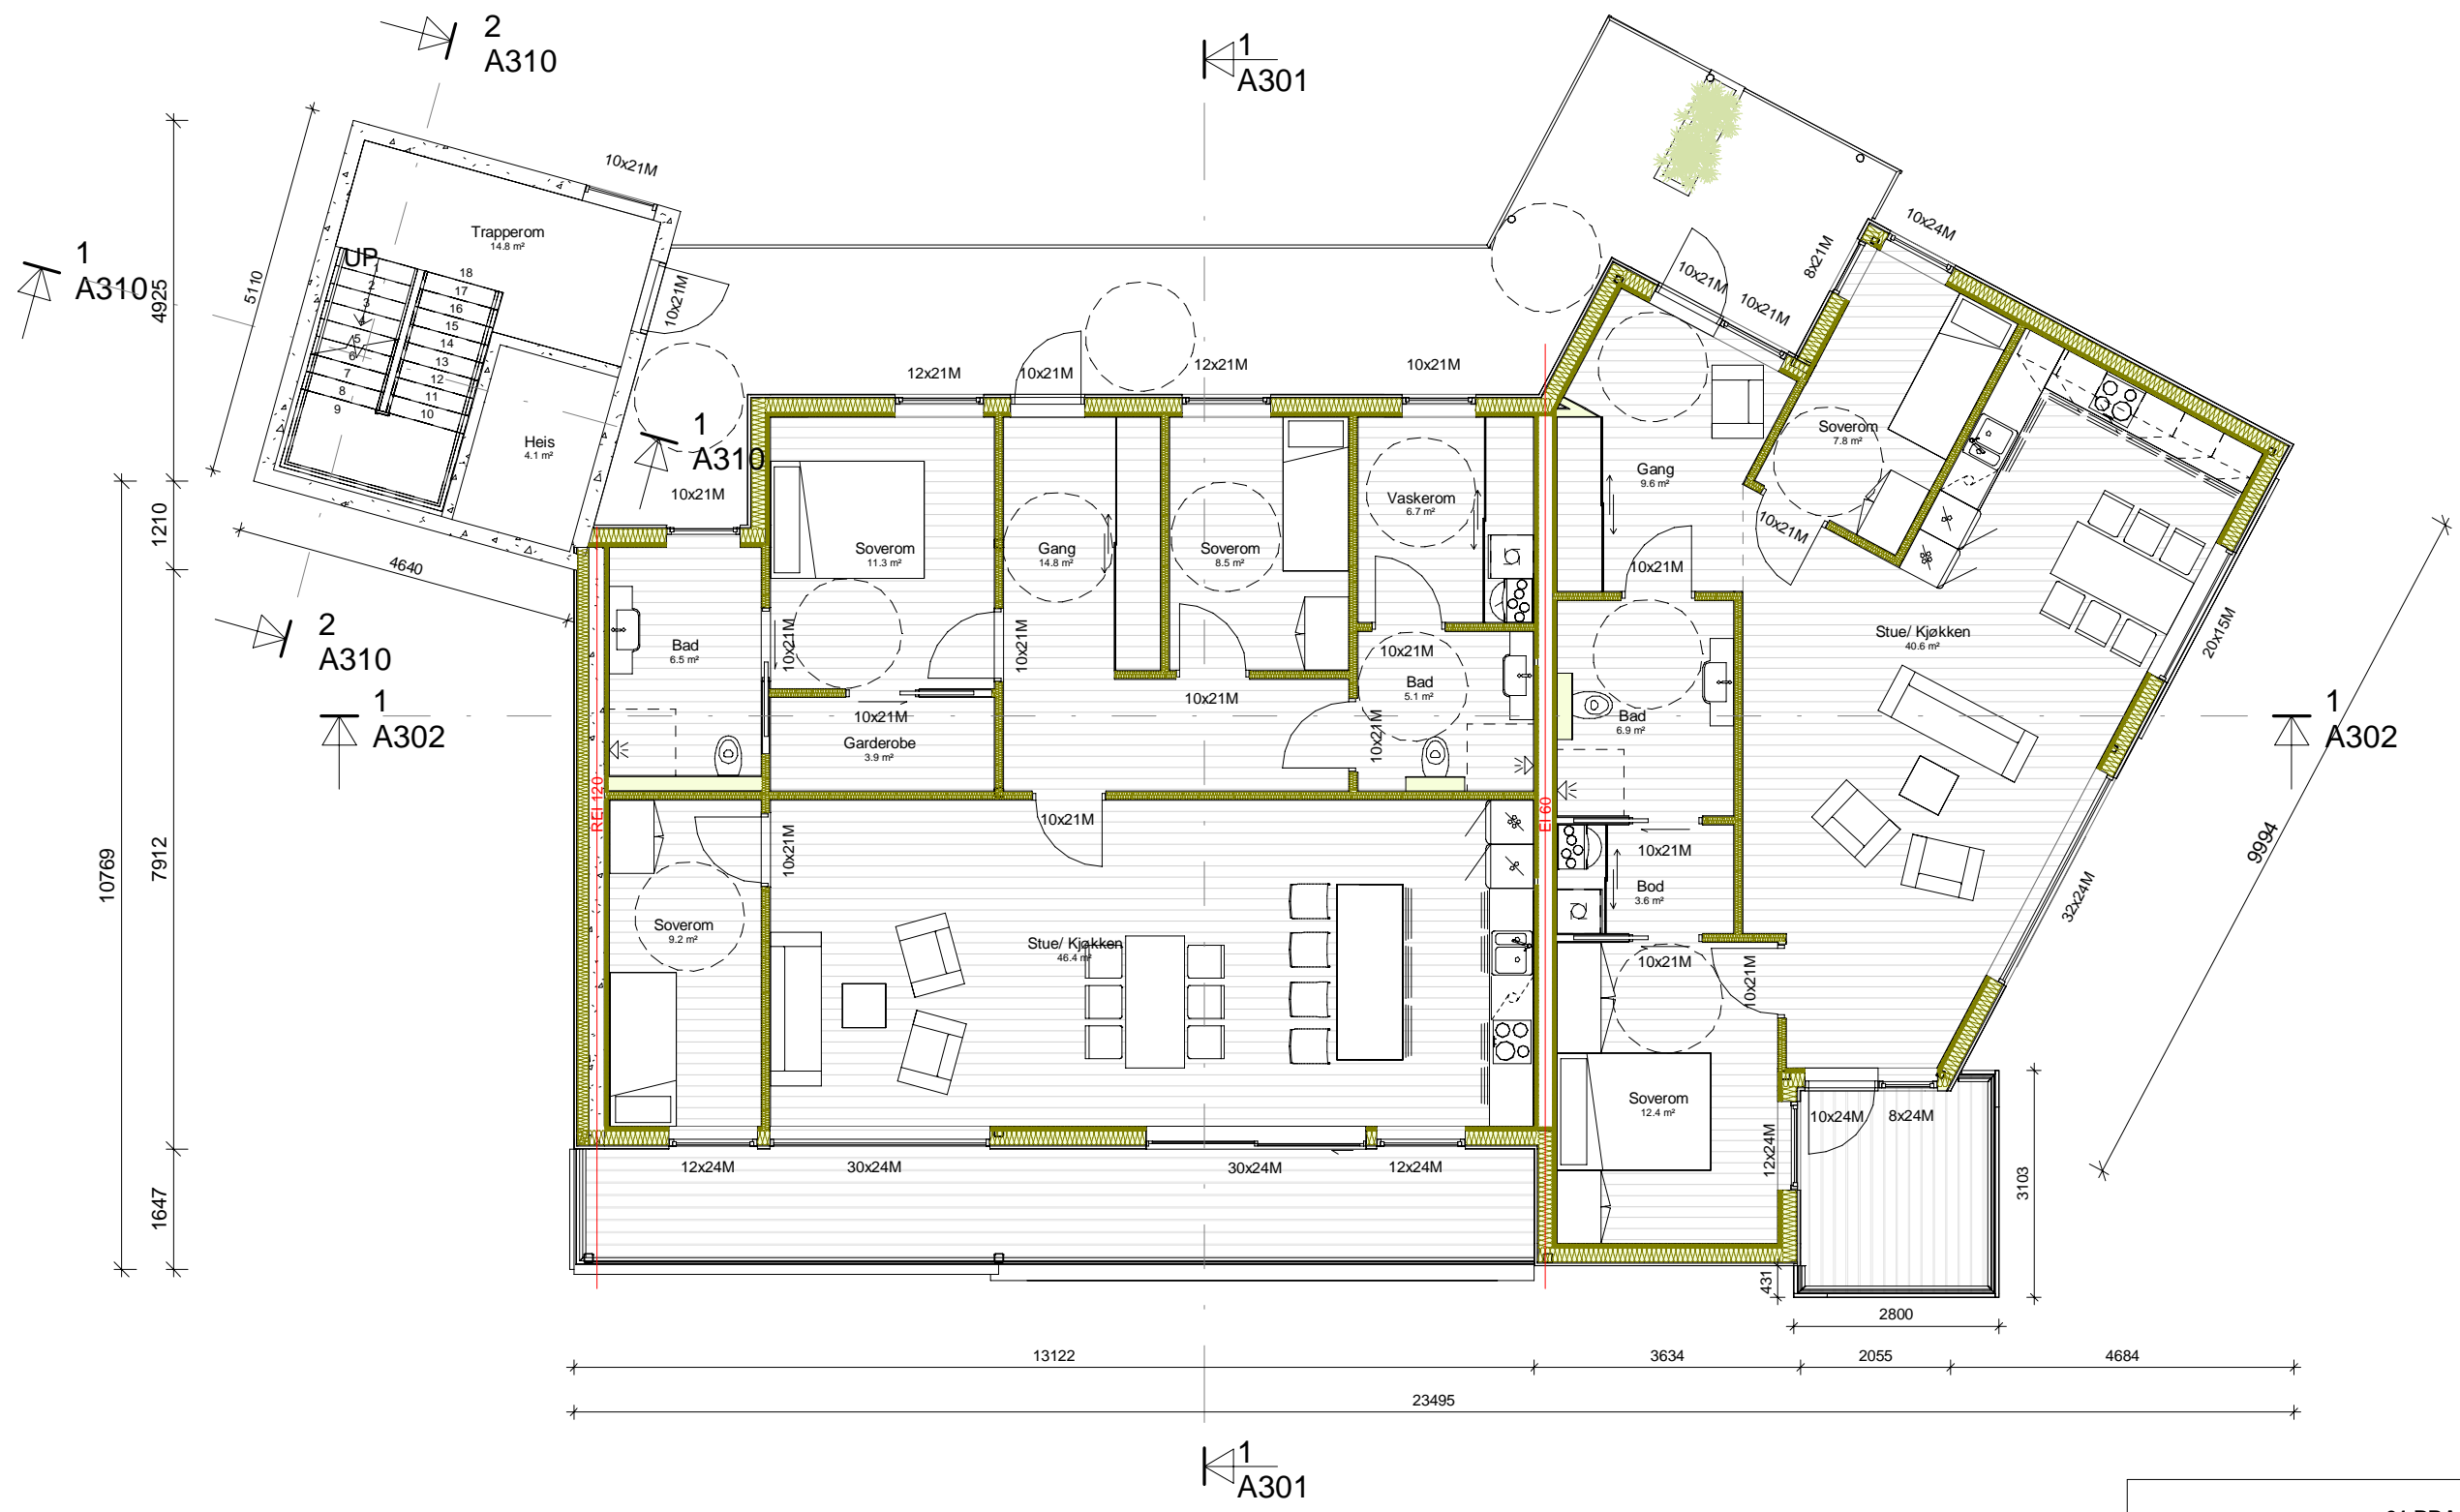 2
A310
1
A301
10x21M
Trapperom
14.8 m²
10x24M
8x21M
1
A310
UP
1
2
3
5
6
7
8
9
18
17
16
15
14
13
12
11
10
5110
4925
10x21M
10x21M
10x21M
12x21M
10x21M
12x21M
10x21M
Heis
4.1 m²
1
A310
10x21M
Soverom
7.8 m²
Gang
9.6 m²
Vaskerom
6.7 m²
1210
10x21M
Soverom
11.3 m²
Gang
14.8 m²
Soverom
8.5 m²
10x21M
4640
2
A310
Bad
6.5 m²
10x21M
10x21M
10x21M
Bad
5.1 m²
Stue/ Kjøkken
40.6 m²
20x15M
1
A302
10x21M
10x21M
10x21M
Bad
6.9 m²
1
A302
Garderobe
3.9 m²
REI 120
EI 60
10x21M
10x21M
10x21M
10769
7912
9994
Bod
3.6 m²
32x24M
Soverom
9.2 m²
Stue/ Kjøkken
46.4 m²
10x21M
10x21M
Soverom
12.4 m²
10x24M
8x24M
12x24M
12x24M
30x24M
30x24M
12x24M
1647
3103
431
2800
13122
3634
2055
4684
23495
1
A301